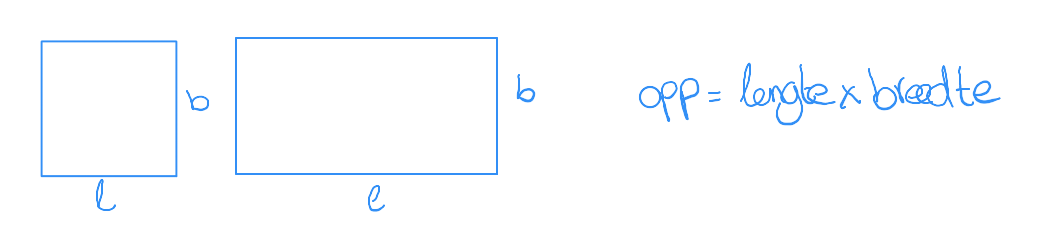 b
b
opp = lengte x breedte
l
l